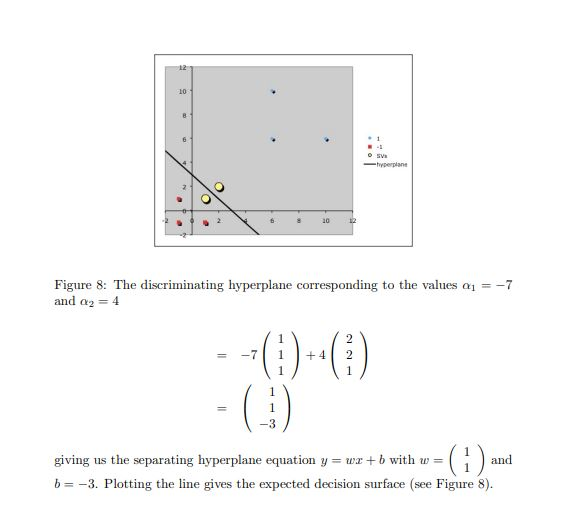 12
10
8
6
4
2
0
-2 0 2 4 6 8 10 12
-2
1
-1
SVs
hyperplane
Figure 8: The discriminating hyperplane corresponding to the values α₁ = −7
and α₂ = 4
= −7 ( 1 1 1 ) + 4 ( 2 2 1 )
= ( 1 1 −3 )
giving us the separating hyperplane equation y = wx + b with w = ( 1 1 ) and
b = −3. Plotting the line gives the expected decision surface (see Figure 8).